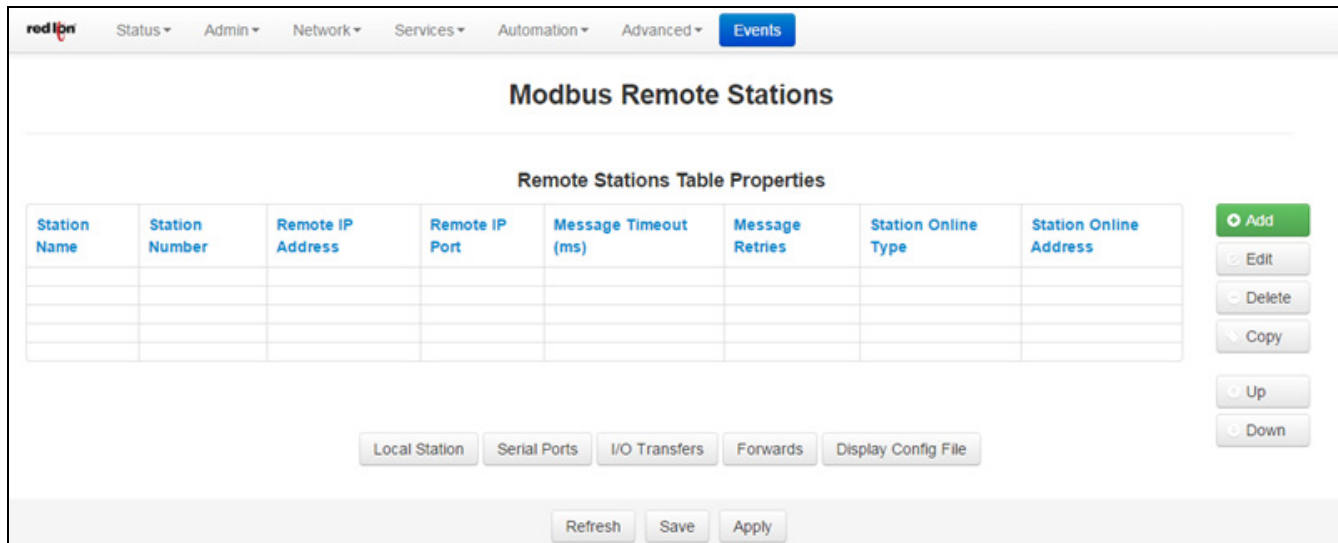 red lion Status Admin Network Services Automation Advanced Events
Modbus Remote Stations
Remote Stations Table Properties
Station Name Station Number Remote IP Address Remote IP Port Message Timeout (ms) Message Retries Station Online Type Station Online Address
Add
Edit
Delete
Copy
Up
Down
Local Station Serial Ports I/O Transfers Forwards Display Config File
Refresh Save Apply